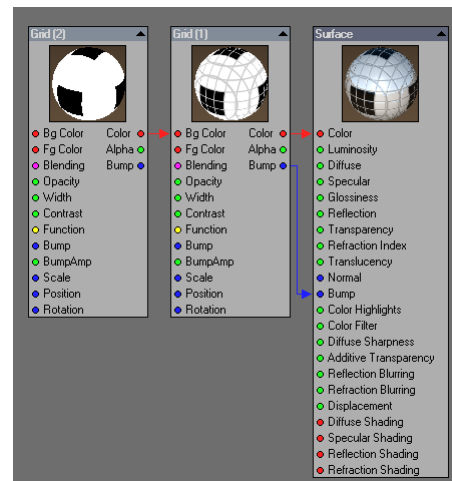 Grid (2)
Bg Color Color
Fg Color Alpha
Blending Bump
Opacity
Width
Contrast
Function
Bump
BumpAmp
Scale
Position
Rotation
Grid (1)
Bg Color Color
Fg Color Alpha
Blending Bump
Opacity
Width
Contrast
Function
Bump
BumpAmp
Scale
Position
Rotation
Surface
Color
Luminosity
Diffuse
Specular
Glossiness
Reflection
Transparency
Refraction Index
Translucency
Normal
Bump
Color Highlights
Color Filter
Diffuse Sharpness
Additive Transparency
Reflection Blurring
Refraction Blurring
Displacement
Diffuse Shading
Specular Shading
Reflection Shading
Refraction Shading